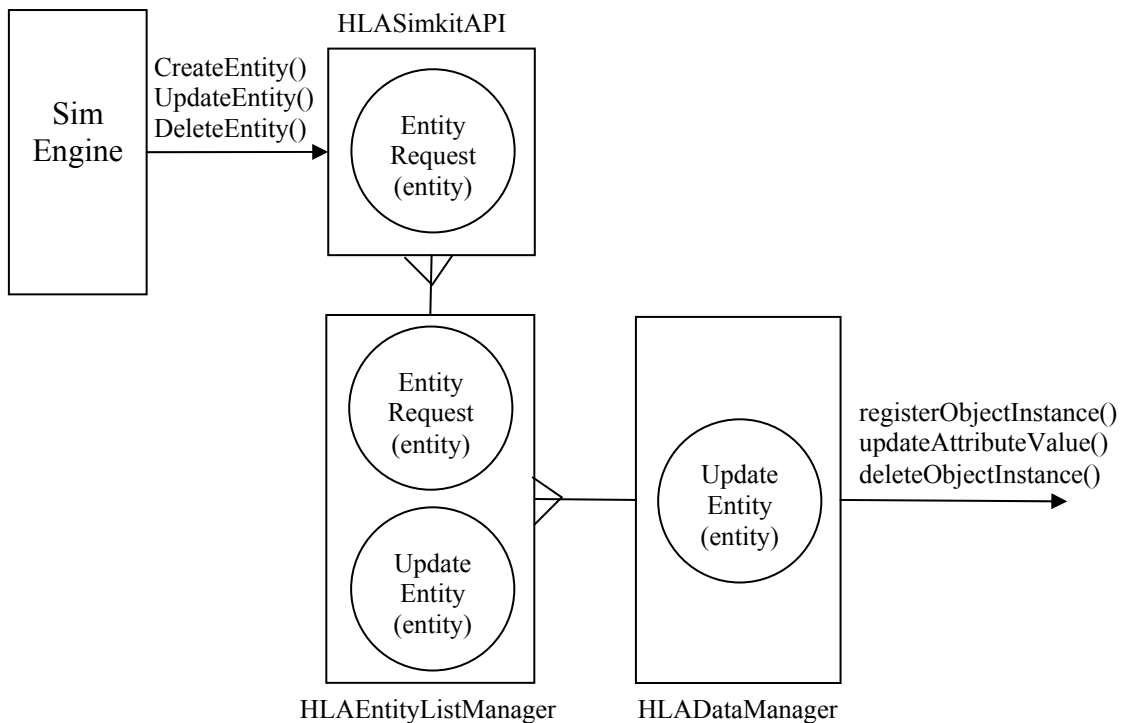 HLASimkitAPI
Sim
Engine
CreateEntity()
UpdateEntity()
DeleteEntity()
Entity
Request
(entity)
Entity
Request
(entity)
Update
Entity
(entity)
Update
Entity
(entity)
registerObjectInstance()
updateAttributeValue()
deleteObjectInstance()
HLAEntityListManager
HLADataManager